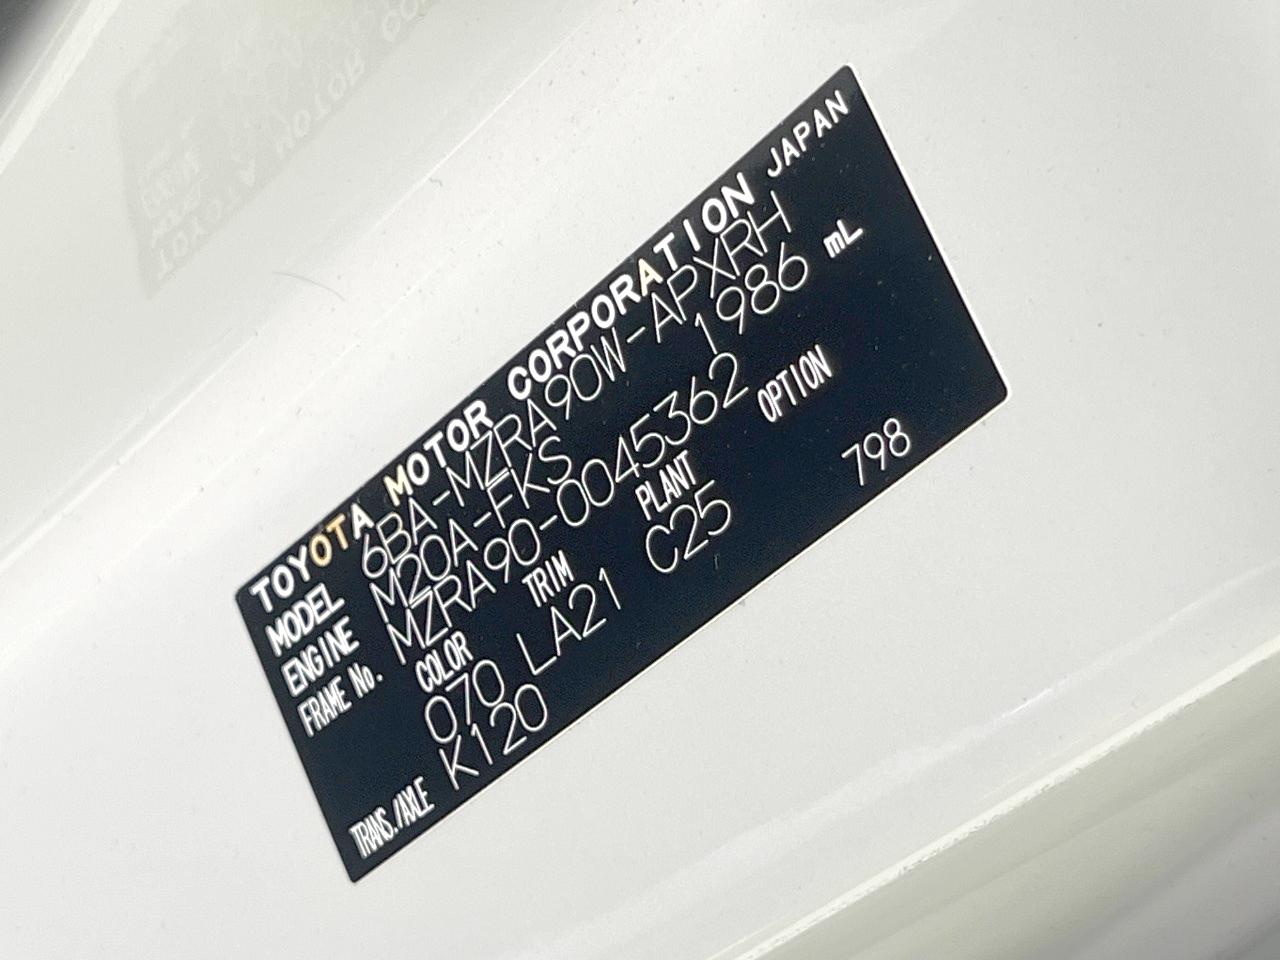 TOYOTA MOTOR CORPORATION JAPAN
MODEL 6BA-MZRA90W-APXRH
ENGINE M20A-FKS 1986 mL
FRAME No. MZRA90-0045362
COLOR TRIM PLANT OPTION
070 LA21 C25 798
TRANS./AXLE K120